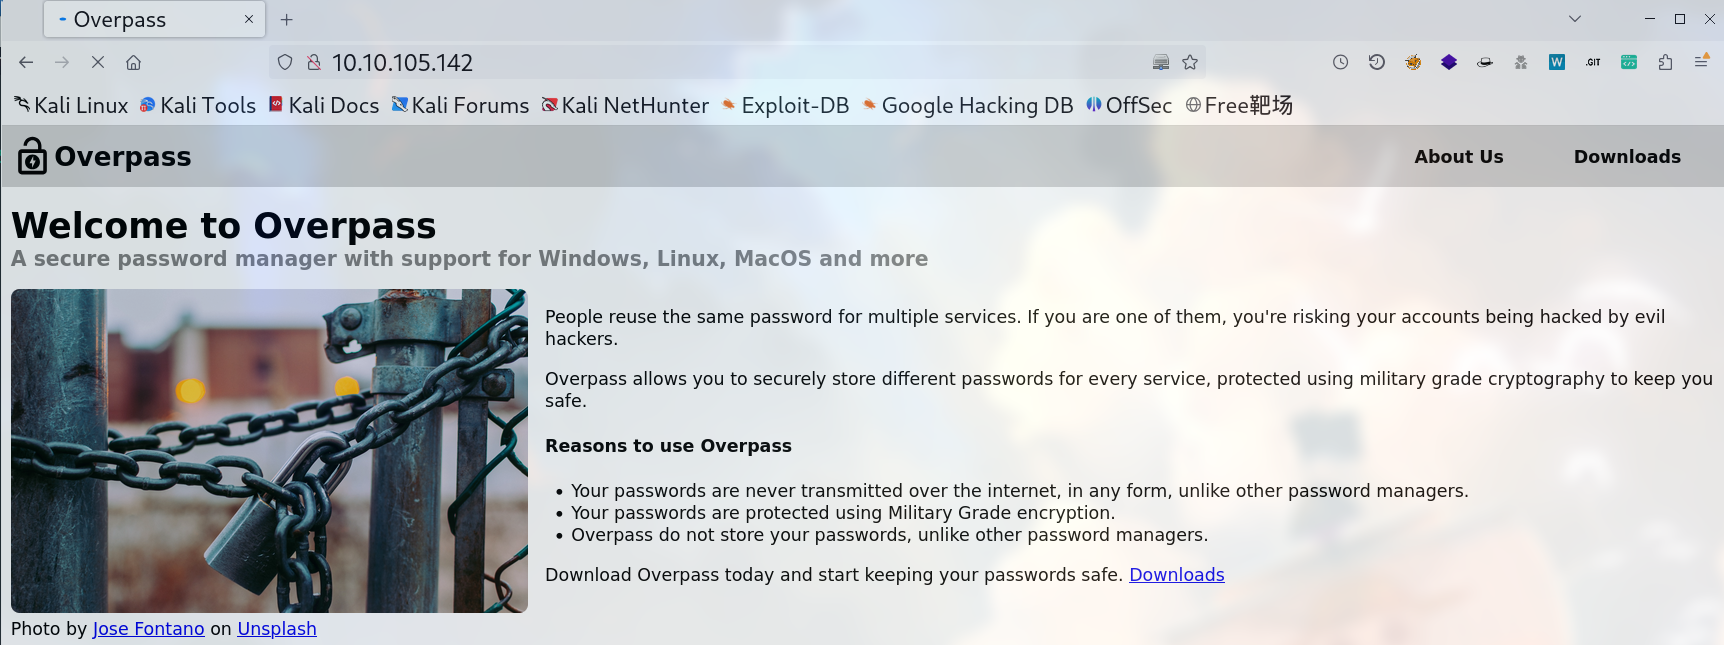 Overpass
10.10.105.142
Kali Linux Kali Tools Kali Docs Kali Forums Kali NetHunter Exploit-DB Google Hacking DB OffSec Free靶场
Overpass About Us Downloads
Welcome to Overpass
A secure password manager with support for Windows, Linux, MacOS and more
People reuse the same password for multiple services. If you are one of them, you're risking your accounts being hacked by evil
hackers.
Overpass allows you to securely store different passwords for every service, protected using military grade cryptography to keep you
safe.
Reasons to use Overpass
• Your passwords are never transmitted over the internet, in any form, unlike other password managers.
• Your passwords are protected using Military Grade encryption.
• Overpass do not store your passwords, unlike other password managers.
Download Overpass today and start keeping your passwords safe. Downloads
Photo by Jose Fontano on Unsplash
W
.GIT